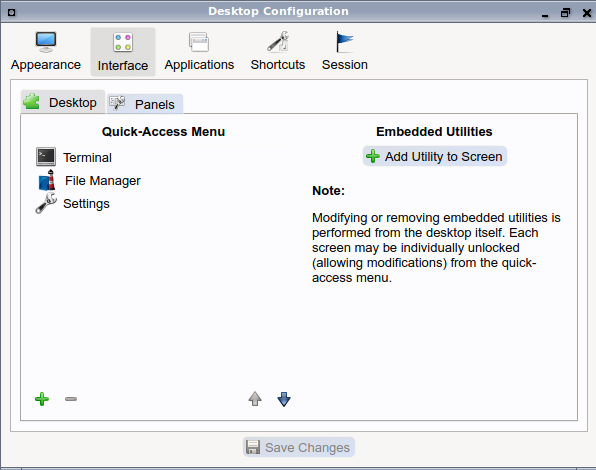 Desktop Configuration
Appearance
Interface
Applications
Shortcuts
Session
Desktop
Panels
Quick-Access Menu
Terminal
File Manager
Settings
Embedded Utilities
Add Utility to Screen
Note:
Modifying or removing embedded utilities is
performed from the desktop itself. Each
screen may be individually unlocked
(allowing modifications) from the quick-
access menu.
Save Changes